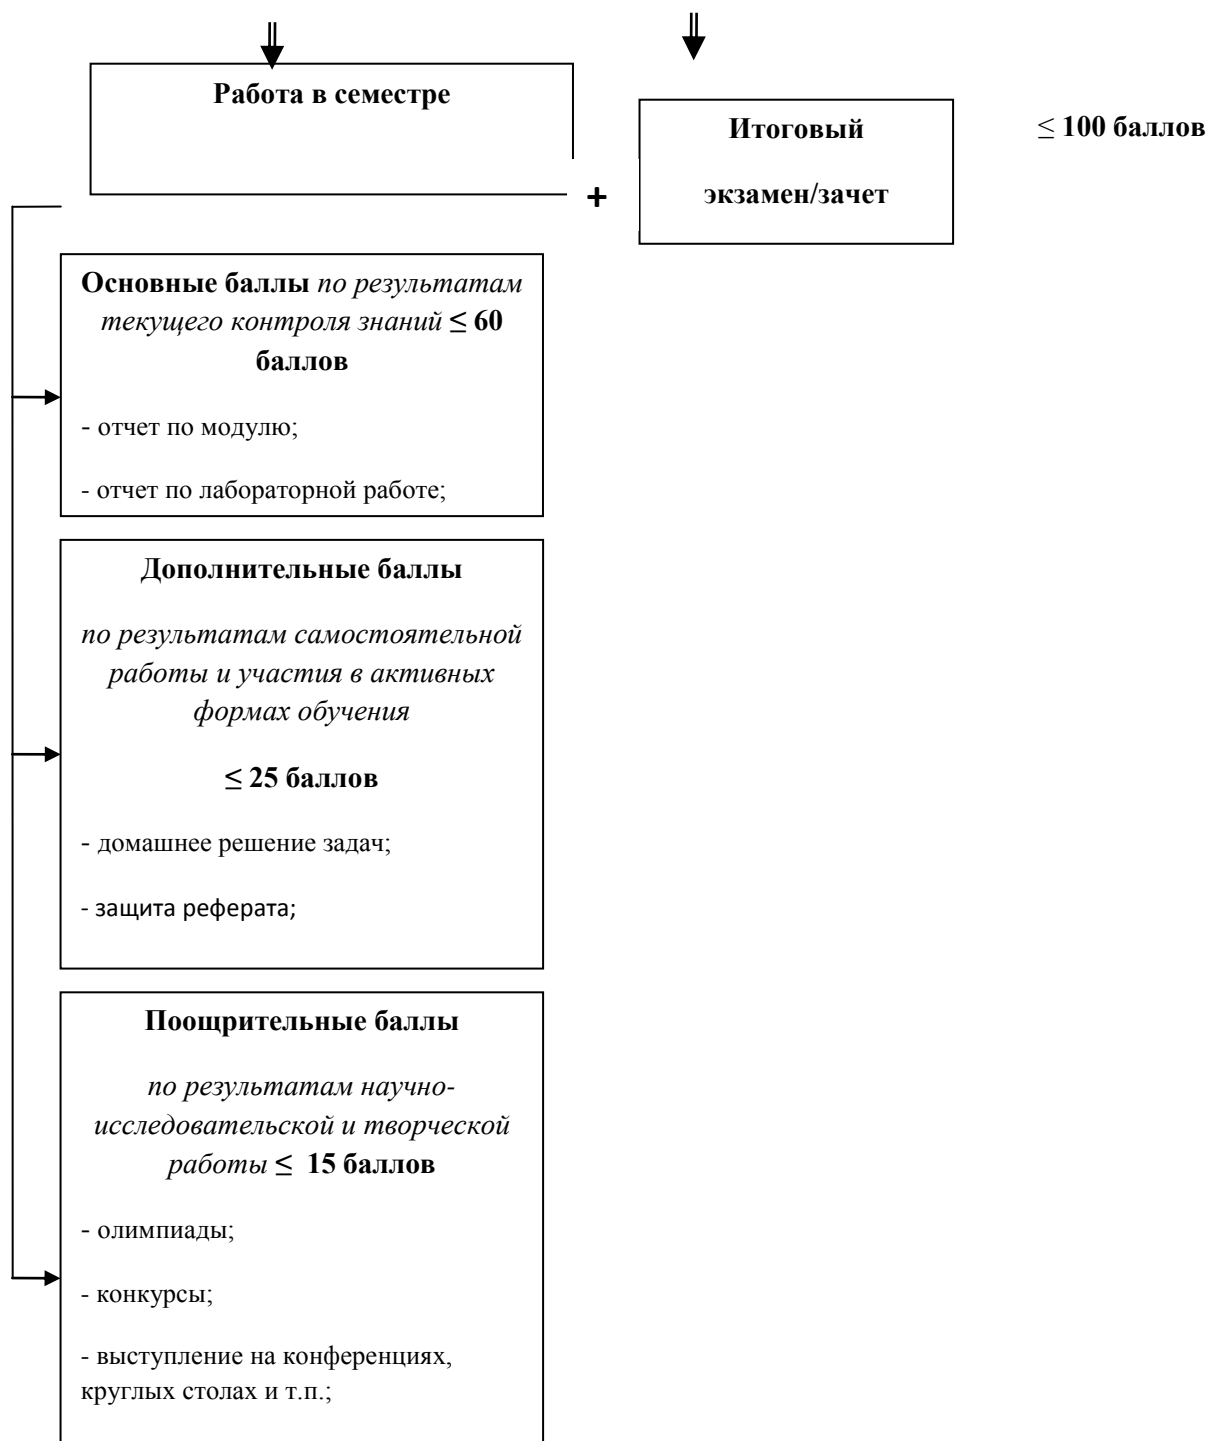 Работа в семестре
+
Итоговый
экзамен/зачет
≤ 100 баллов
Основные баллы по результатам
текущего контроля знаний ≤ 60
баллов
- отчет по модулю;
- отчет по лабораторной работе;
Дополнительные баллы
по результатам самостоятельной
работы и участия в активных
формах обучения
≤ 25 баллов
- домашнее решение задач;
- защита реферата;
Поощрительные баллы
по результатам научно-
исследовательской и творческой
работы ≤ 15 баллов
- олимпиады;
- конкурсы;
- выступление на конференциях,
круглых столах и т.п.;